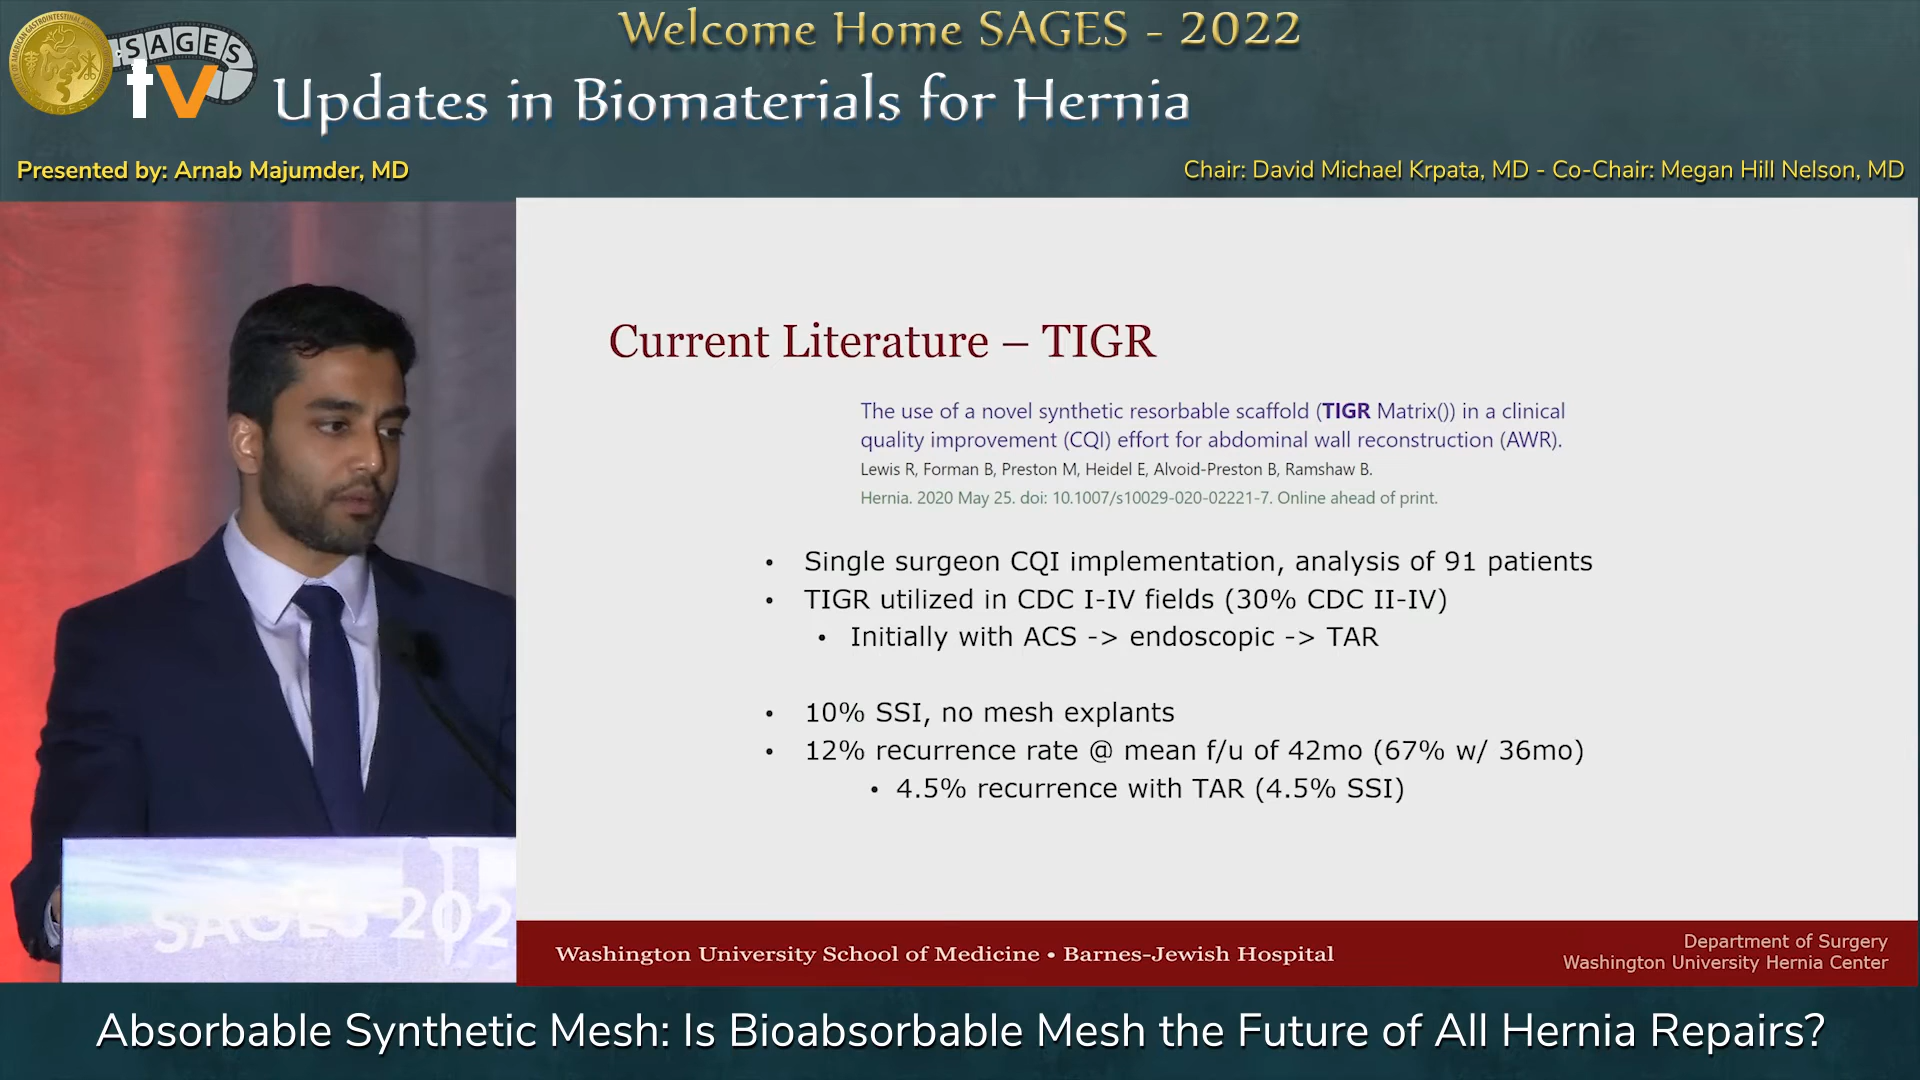 Welcome Home SAGES - 2022
SAGES
tv
Updates in Biomaterials for Hernia
Presented by: Arnab Majumder, MD
Chair: David Michael Krpata, MD - Co-Chair: Megan Hill Nelson, MD
Current Literature – TIGR
The use of a novel synthetic resorbable scaffold (TIGR Matrix()) in a clinical
quality improvement (CQI) effort for abdominal wall reconstruction (AWR).
Lewis R, Forman B, Preston M, Heidel E, Alvoid-Preston B, Ramshaw B.
Hernia. 2020 May 25. doi: 10.1007/s10029-020-02221-7. Online ahead of print.
• Single surgeon CQI implementation, analysis of 91 patients
• TIGR utilized in CDC I-IV fields (30% CDC II-IV)
• Initially with ACS -> endoscopic -> TAR
• 10% SSI, no mesh explants
• 12% recurrence rate @ mean f/u of 42mo (67% w/ 36mo)
• 4.5% recurrence with TAR (4.5% SSI)
SAGES 202
Washington University School of Medicine • Barnes-Jewish Hospital
Department of Surgery
Washington University Hernia Center
Absorbable Synthetic Mesh: Is Bioabsorbable Mesh the Future of All Hernia Repairs?